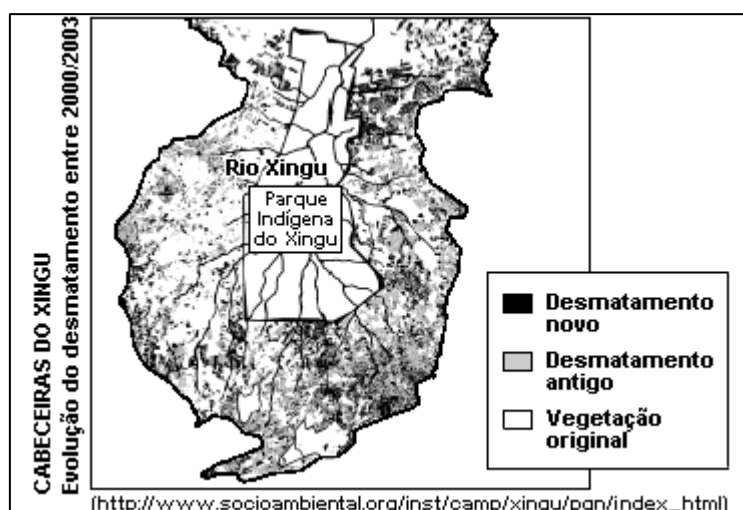 CABECEIRAS DO XINGU
Evolução do desmatamento entre 2000/2003
Rio Xingu
Parque
Indígena
do Xingu
Desmatamento
novo
Desmatamento
antigo
Vegetação
original
(http://www.socioambiental.org/inst/camp/xingu/pgn/index_html)